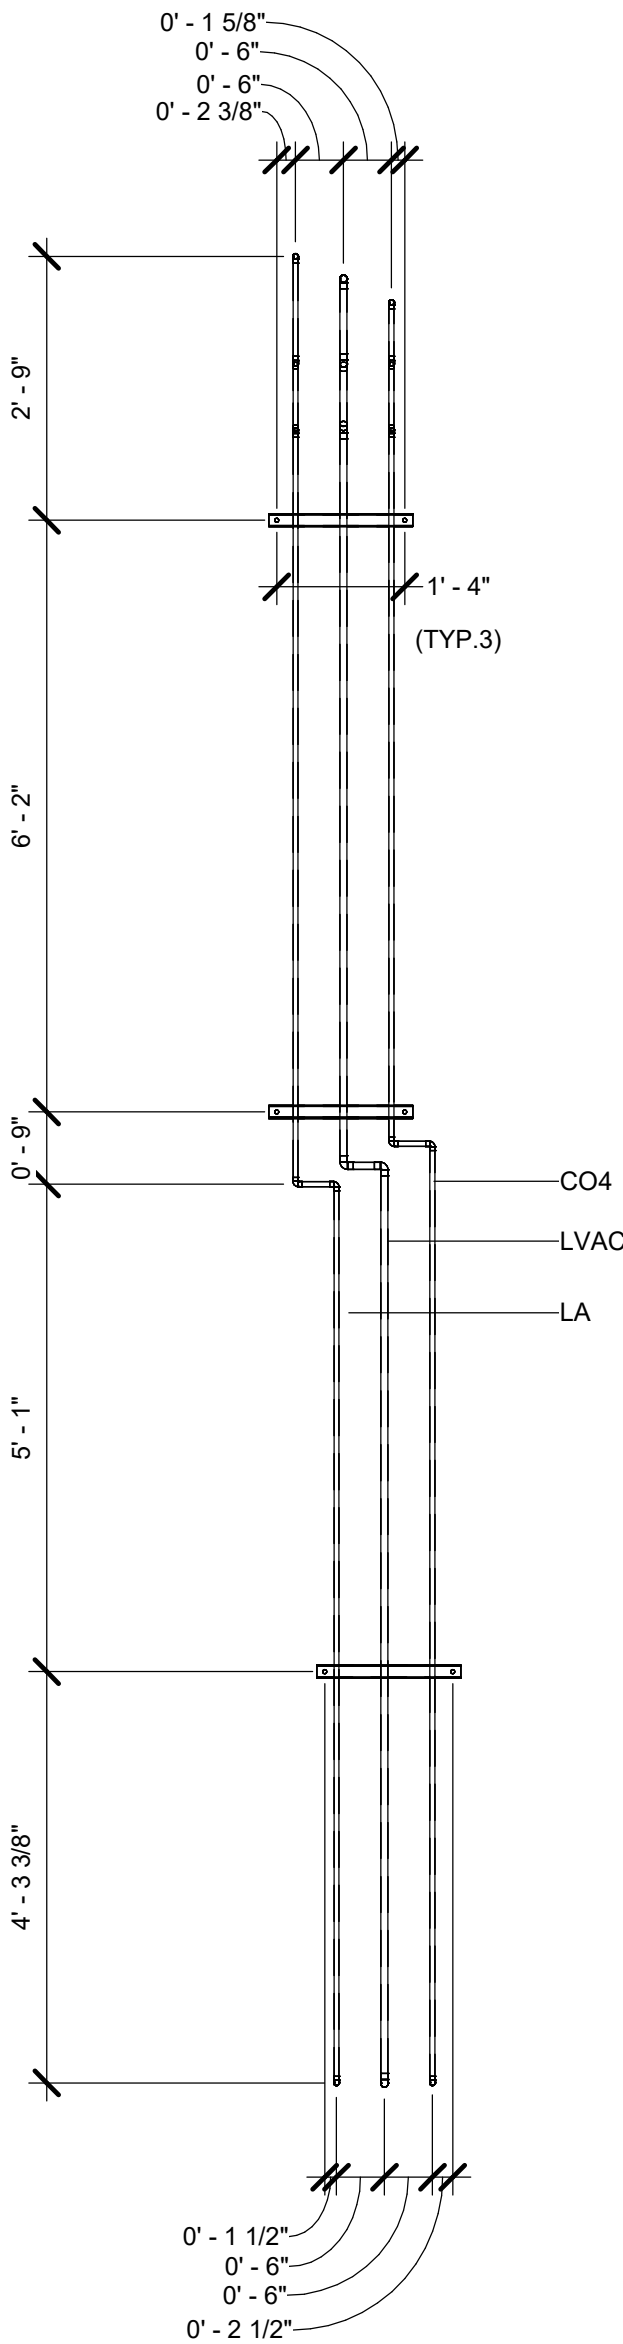 0' - 1 5/8"
0' - 6"
0' - 6"
0' - 2 3/8"
2' - 9"
1' - 4"
(TYP.3)
6' - 2"
0' - 9"
CO4
LVAC
LA
5' - 1"
4' - 3 3/8"
0' - 1 1/2"
0' - 6"
0' - 6"
0' - 2 1/2"